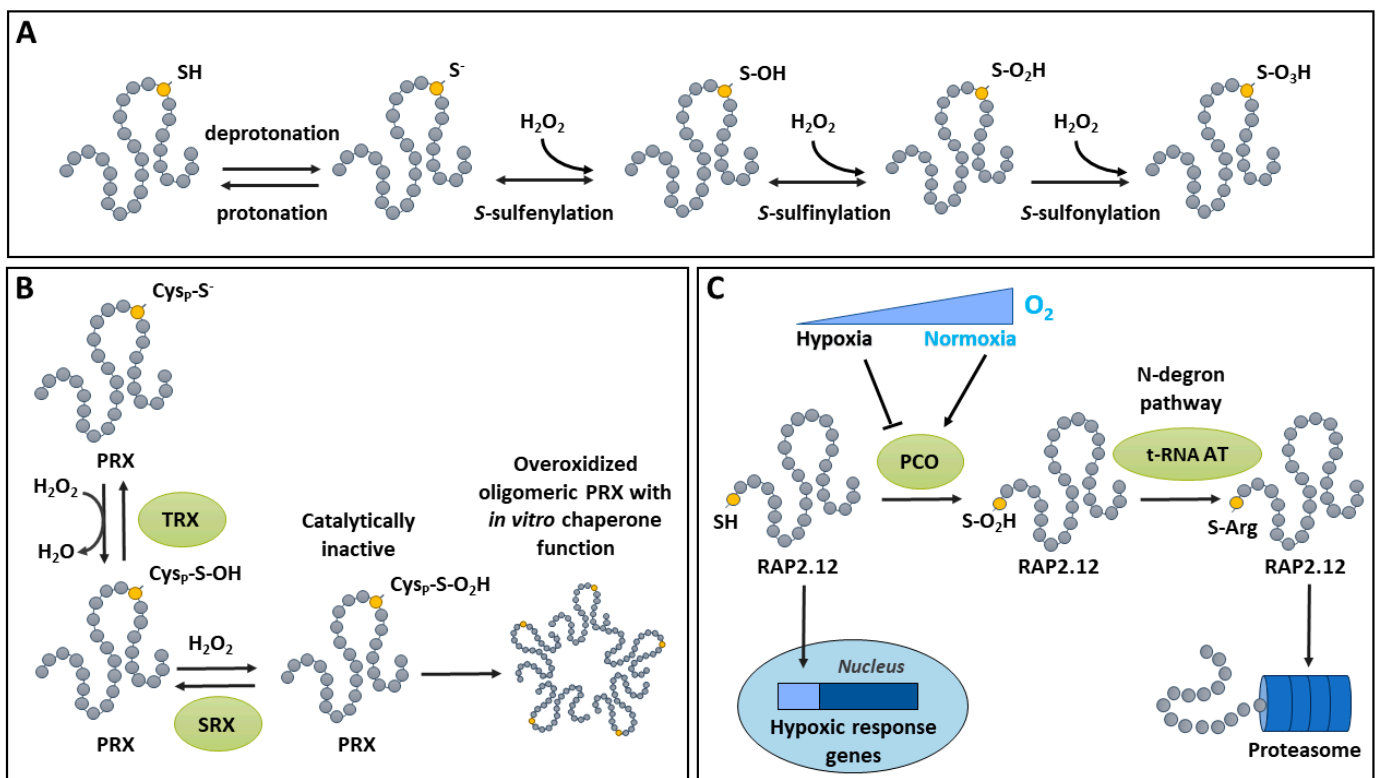 A
SH
S-
S-OH
S-O2H
S-O3H
deprotonation
H2O2
H2O2
H2O2
protonation
S-sulfenylation
S-sulfinylation
S-sulfonylation
B
CysP-S-
PRX
H2O2
TRX
H2O
CysP-S-OH
H2O2
SRX
PRX
Catalytically
inactive
CysP-S-O2H
PRX
Overoxidized
oligomeric PRX with
in vitro chaperone
function
C
O2
Hypoxia
Normoxia
N-degron
pathway
PCO
t-RNA AT
SH
S-O2H
S-Arg
RAP2.12
RAP2.12
RAP2.12
Nucleus
Hypoxic response
genes
Proteasome